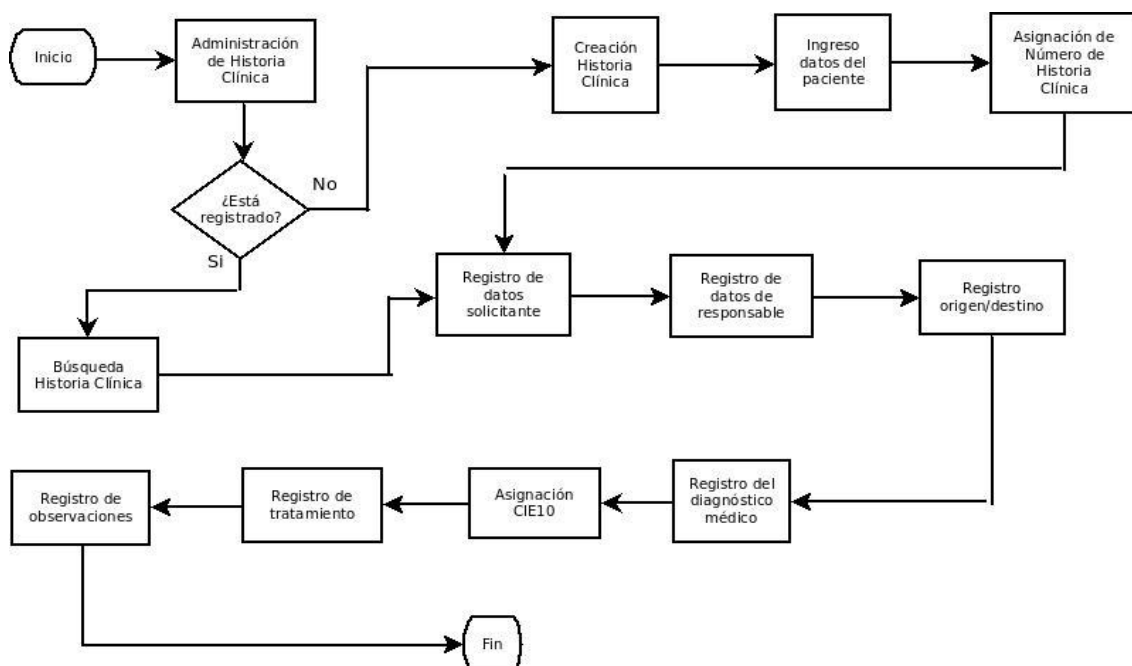 Inicio
Administración
de Historia
Clínica
Creación
Historia
Clínica
Ingreso
datos del
paciente
Asignación de
Número de
Historia
Clínica
¿Está
registrado?
No
Si
Búsqueda
Historia Clínica
Registro de
datos
solicitante
Registro de
datos de
responsable
Registro
origen/destino
Registro del
diagnóstico
médico
Asignación
CIE10
Registro de
tratamiento
Registro de
observaciones
Fin